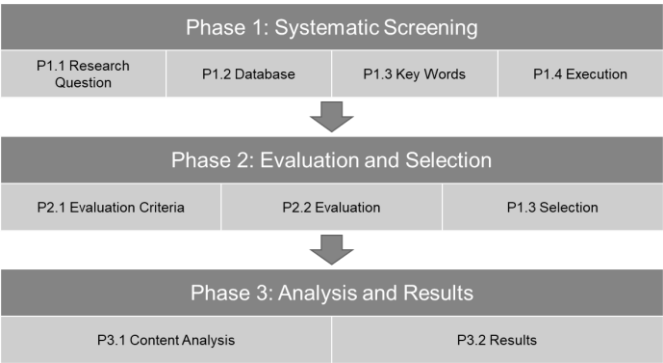 Phase 1: Systematic Screening
P1.1 Research
Question
P1.2 Database
P1.3 Key Words
P1.4 Execution
Phase 2: Evaluation and Selection
P2.1 Evaluation Criteria
P2.2 Evaluation
P1.3 Selection
Phase 3: Analysis and Results
P3.1 Content Analysis
P3.2 Results